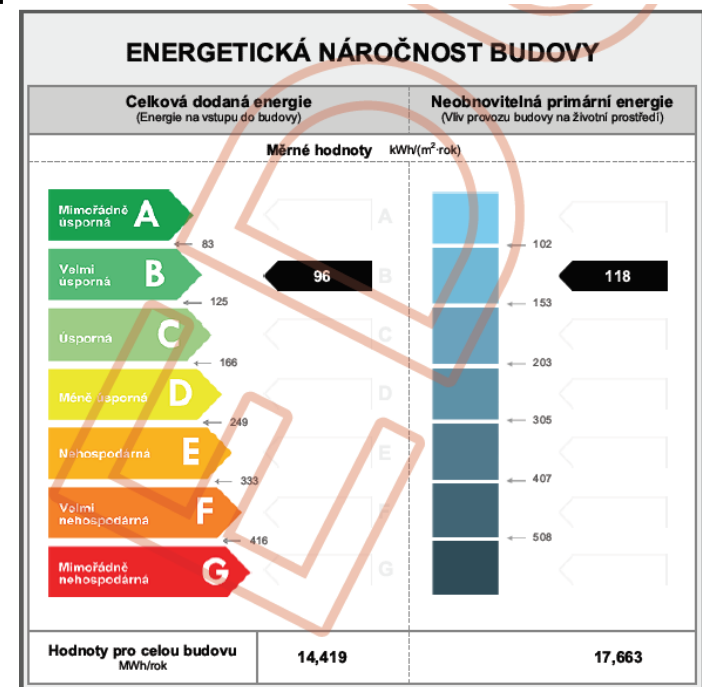 ENERGETICKÁ NÁROČNOST BUDOVY
Celková dodaná energie
(Energie na vstupu do budovy)
Neobnovitelná primární energie
(Vliv provozu budovy na životní prostředí)
Měrné hodnoty kWh/(m²·rok)
Mimořádně
úsporná
A
A
83
102
Velmi
úsporná
B
96
B
118
125
153
Úsporná
C
C
166
203
Méně úsporná
D
D
249
305
Nehospodárná
E
E
333
407
Velmi
nehospodárná
F
F
416
508
Mimořádně
nehospodárná
G
G
Hodnoty pro celou budovu
MWh/rok
14,419
17,663